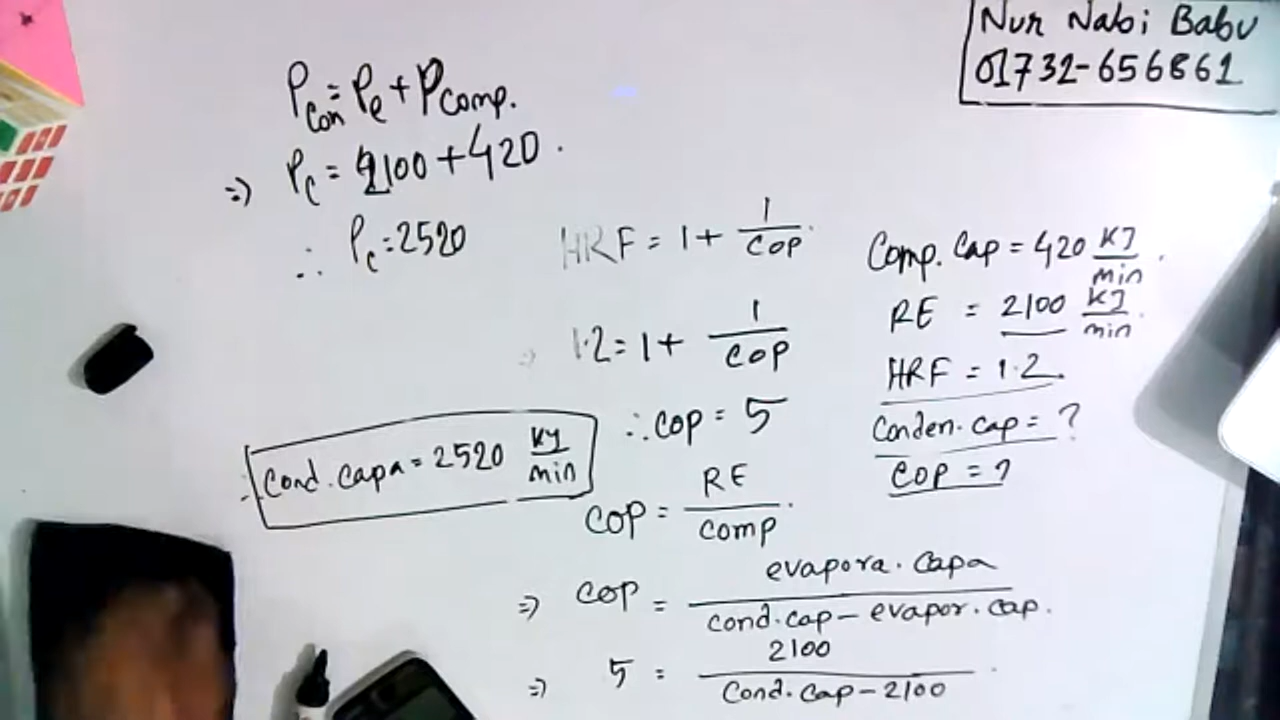 Nur Nabi Babu
01732-656861
Pcon = Pe + Pcomp.
=) Pc = 2100 + 420 .
∴ Pc = 2520
HRF = 1 + 1/COP .
1.2 = 1 + 1/COP
∴ COP = 5
COP = RE/Comp .
=) COP = evapora. capa/Cond.cap - evapor.cap.
=) 5 = 2100/Cond.cap - 2100 .
Comp. Cap = 420 KJ/min .
RE = 2100 KJ/min .
HRF = 1.2 .
Conden. cap = ?
COP = ?
Cond. capa = 2520 KJ/min